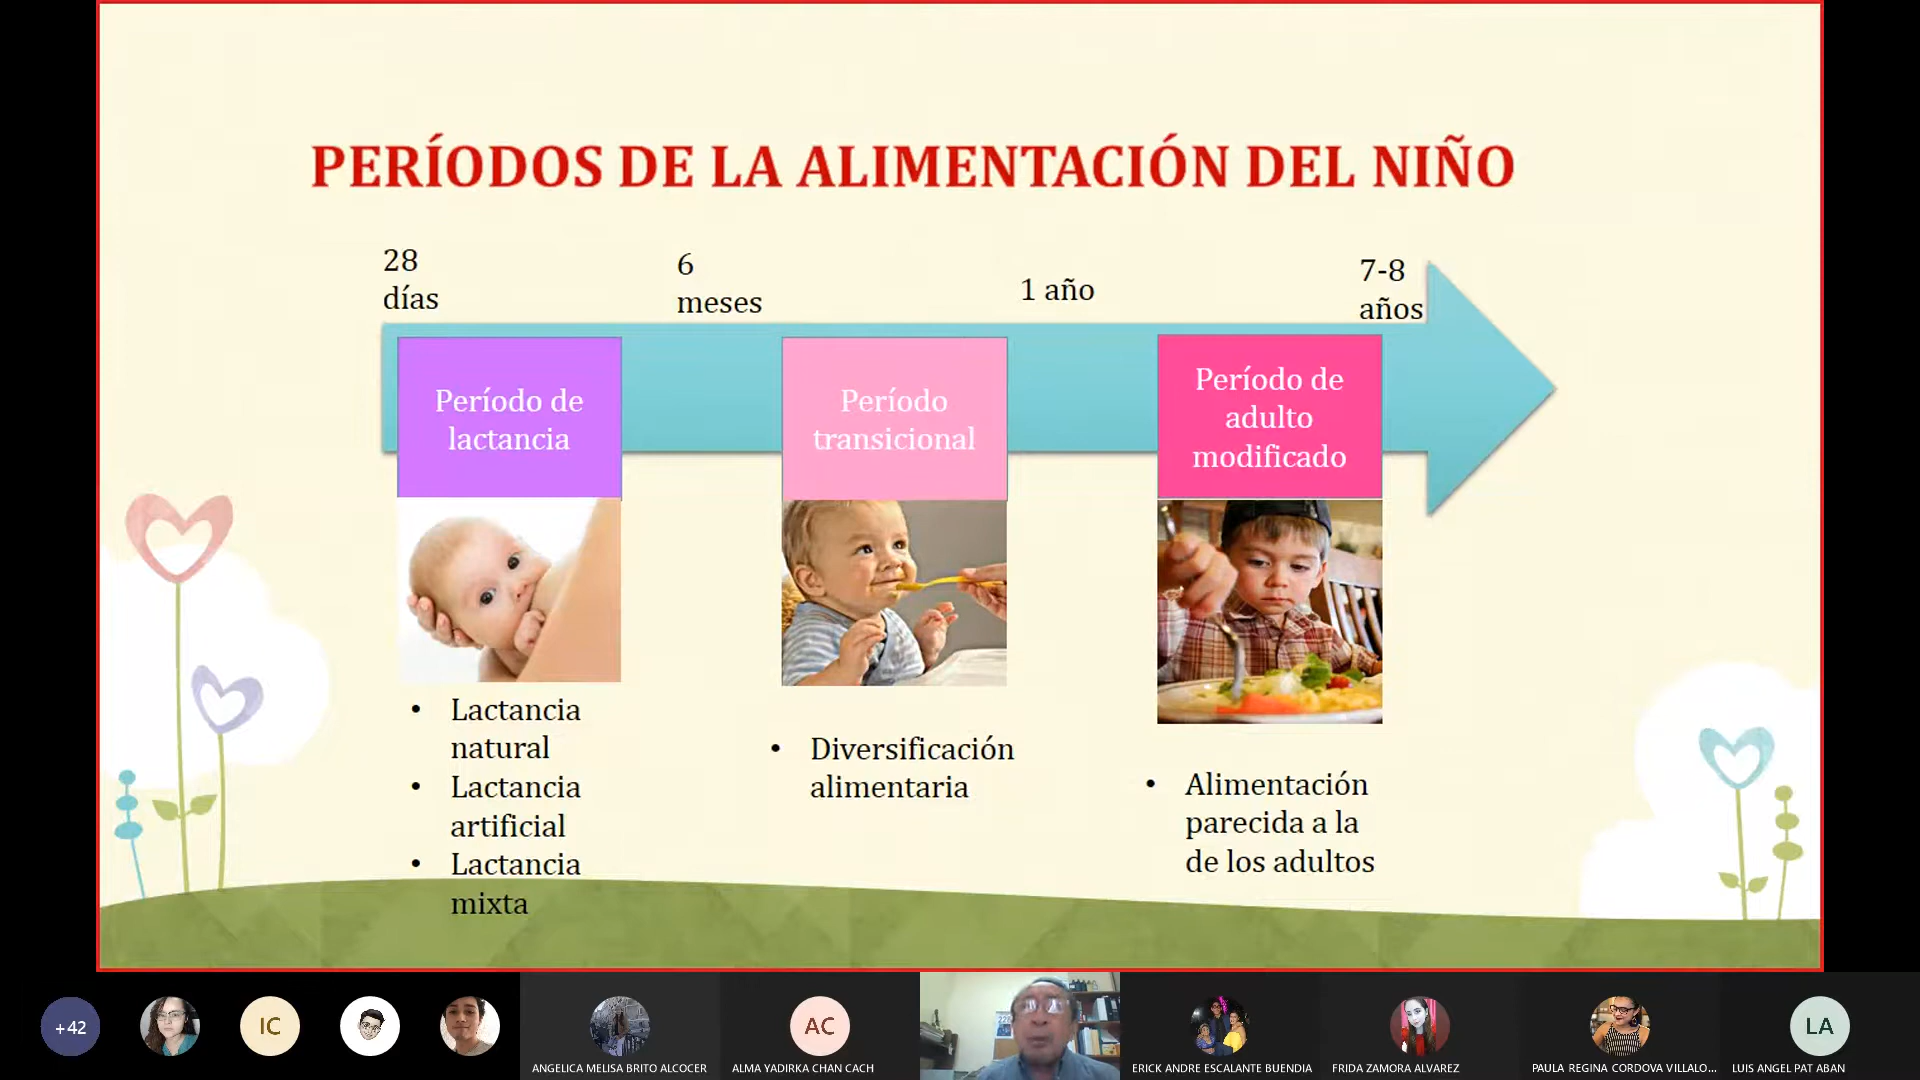 PERÍODOS DE LA ALIMENTACIÓN DEL NIÑO
28
días
6
meses
1 año
7-8
años
Período de
lactancia
Período
transicional
Período de
adulto
modificado
• Lactancia
natural
• Lactancia
artificial
• Lactancia
mixta
• Diversificación
alimentaria
• Alimentación
parecida a la
de los adultos
+42
IC
AC
LA
ANGELICA MELISA BRITO ALCOCER
ALMA YADIRKA CHAN CACH
ERICK ANDRE ESCALANTE BUENDIA
FRIDA ZAMORA ALVAREZ
PAULA REGINA CORDOVA VILLALO...
LUIS ANGEL PAT ABAN